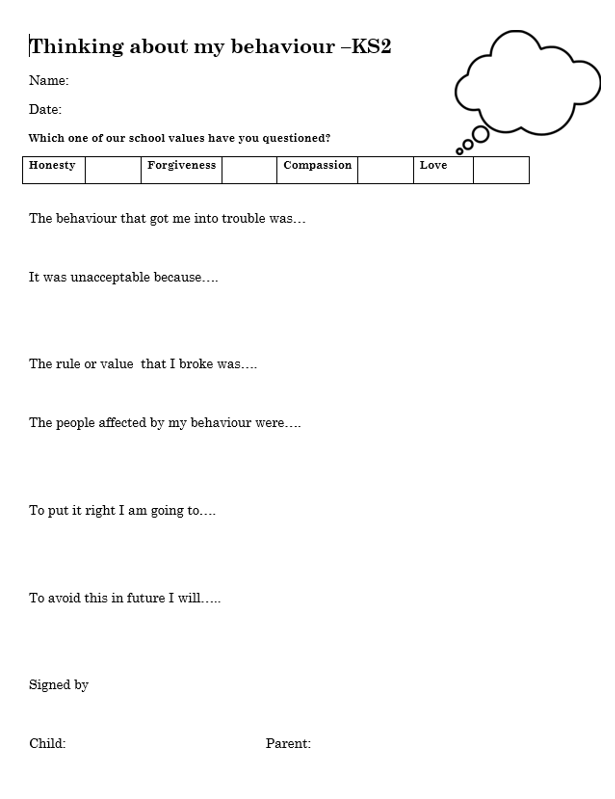 Thinking about my behaviour –KS2
Name:
Date:
Which one of our school values have you questioned?
Honesty Forgiveness Compassion Love
The behaviour that got me into trouble was…
It was unacceptable because….
The rule or value  that I broke was….
The people affected by my behaviour were….
To put it right I am going to….
To avoid this in future I will…..
Signed by
Child: Parent: